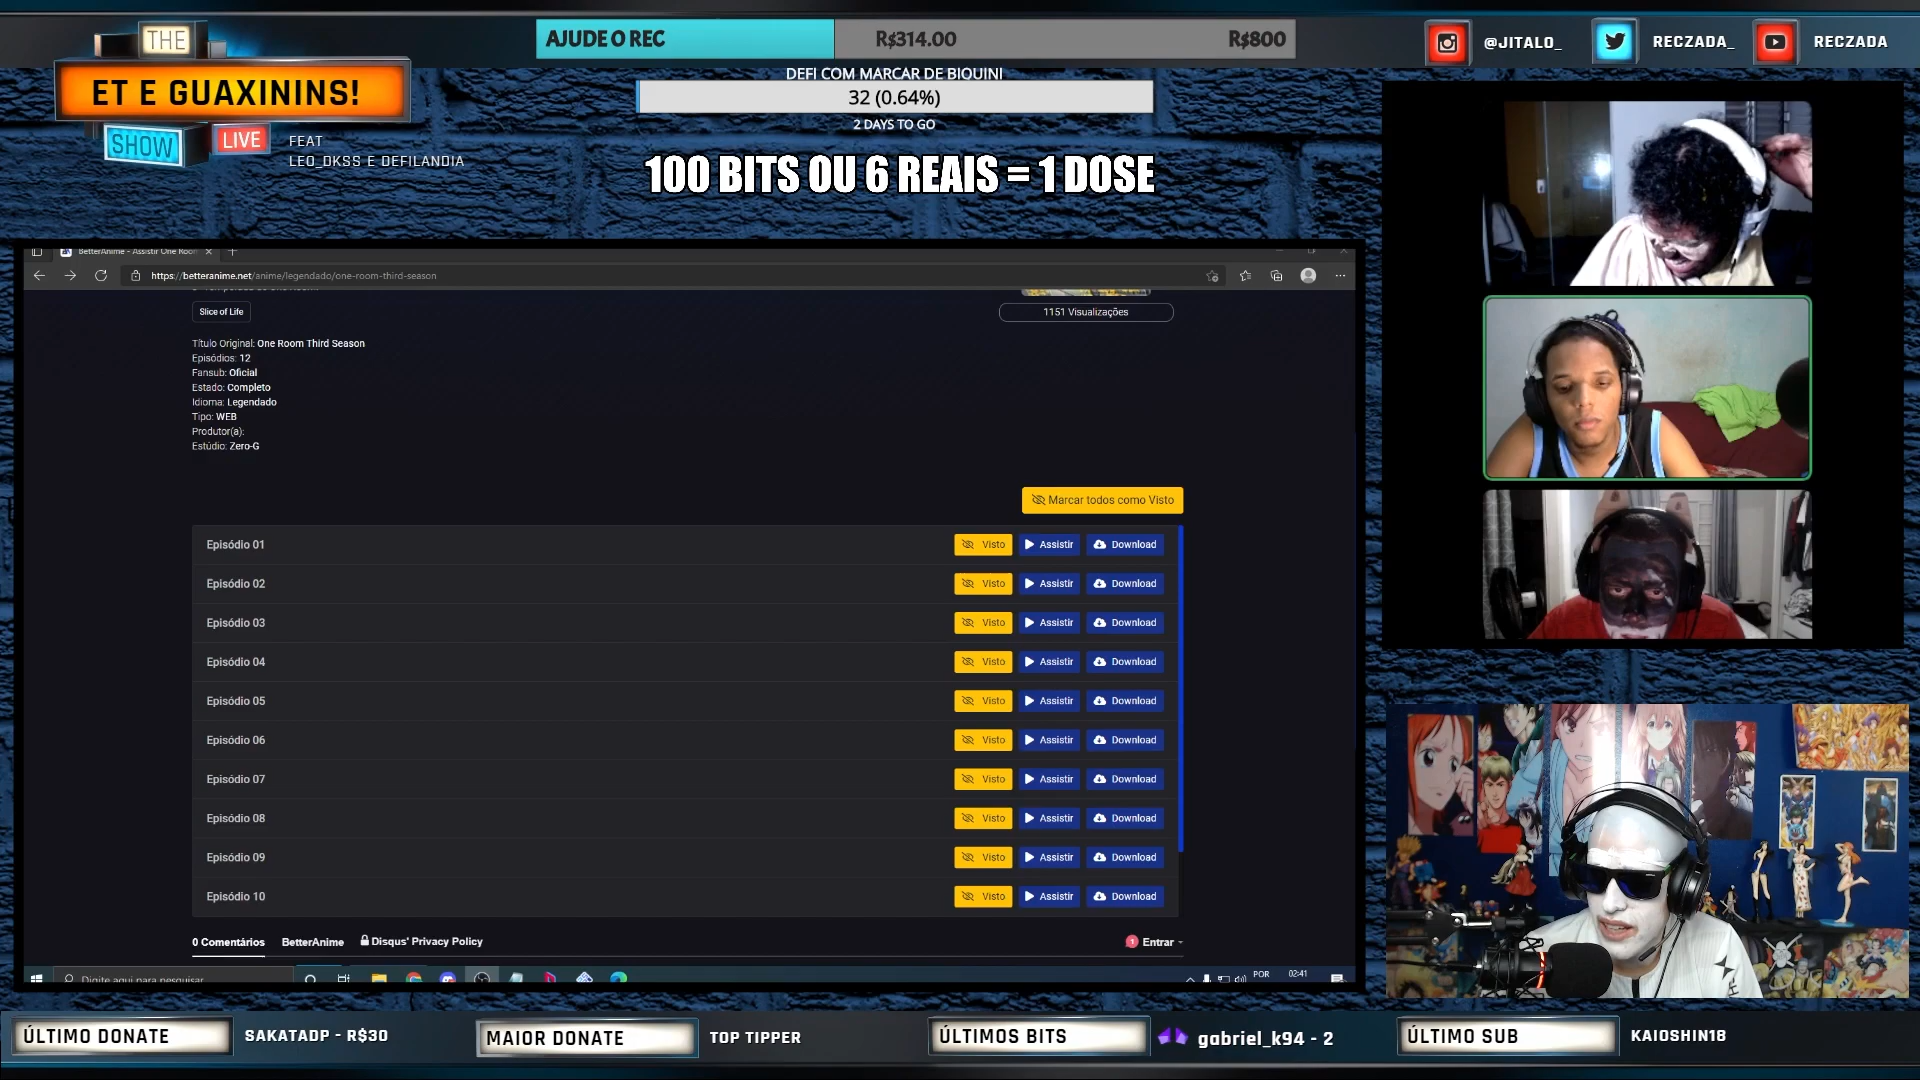 THE
ET E GUAXININS!
SHOW
LIVE
FEAT
LEO_DKSS E DEFILANDIA
AJUDE O REC
R$314.00
R$800
DEFI COM MARCAR DE BIQUINI
32 (0.64%)
2 DAYS TO GO
100 BITS OU 6 REAIS = 1 DOSE
@JITALO_
RECZADA_
RECZADA
BetterAnime - Assistir One Room
https://betteranime.net/anime/legendado/one-room-third-season
Slice of Life
1151 Visualizações
Título Original: One Room Third Season
Episódios: 12
Fansub: Oficial
Estado: Completo
Idioma: Legendado
Tipo: WEB
Produtor(a):
Estúdio: Zero-G
Marcar todos como Visto
Episódio 01 Visto Assistir Download
Episódio 02 Visto Assistir Download
Episódio 03 Visto Assistir Download
Episódio 04 Visto Assistir Download
Episódio 05 Visto Assistir Download
Episódio 06 Visto Assistir Download
Episódio 07 Visto Assistir Download
Episódio 08 Visto Assistir Download
Episódio 09 Visto Assistir Download
Episódio 10 Visto Assistir Download
0 Comentários BetterAnime Disqus' Privacy Policy 1 Entrar
Digite aqui para pesquisar
POR
02:41
ÚLTIMO DONATE
SAKATADP - R$30
MAIOR DONATE
TOP TIPPER
ÚLTIMOS BITS
gabriel_k94 - 2
ÚLTIMO SUB
KAIOSHIN18